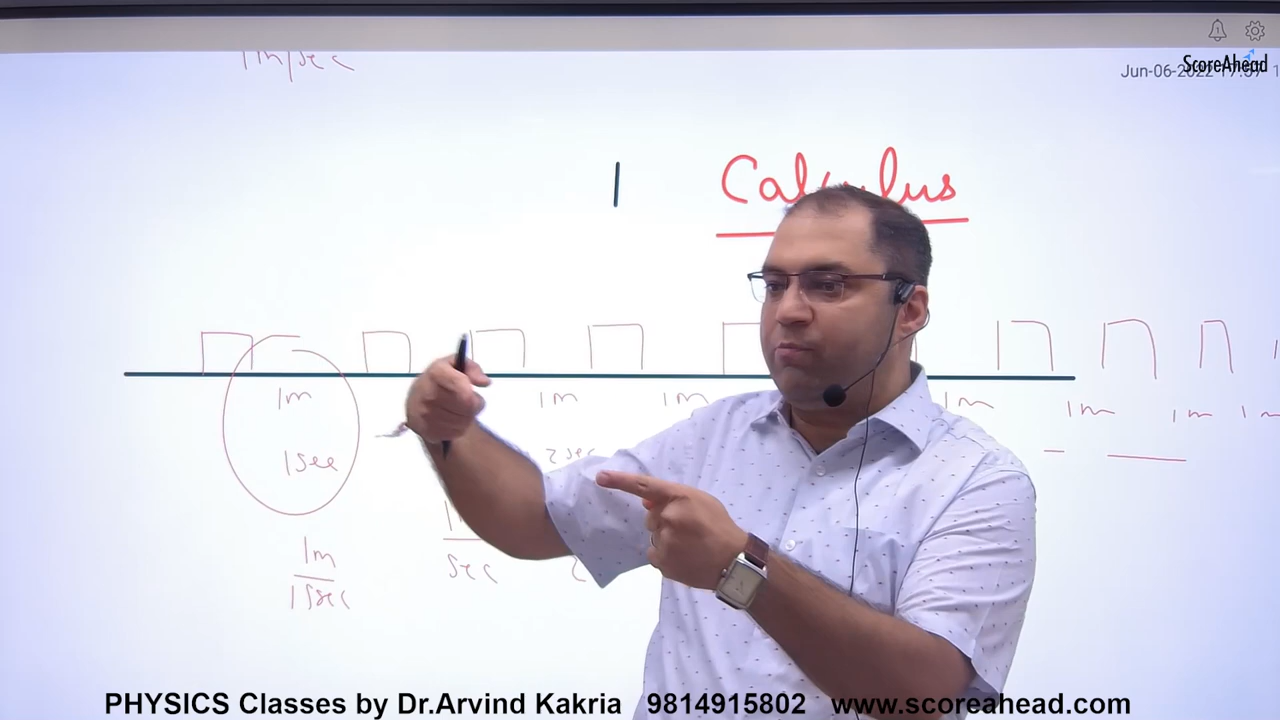 1m/sec
ScoreAhead
Jun-06-2022
1 Calculus
1m 1m 1m 1m 1m 1m 1m
1sec 2sec
1m
1sec
sec
PHYSICS Classes by Dr.Arvind Kakria 9814915802 www.scoreahead.com